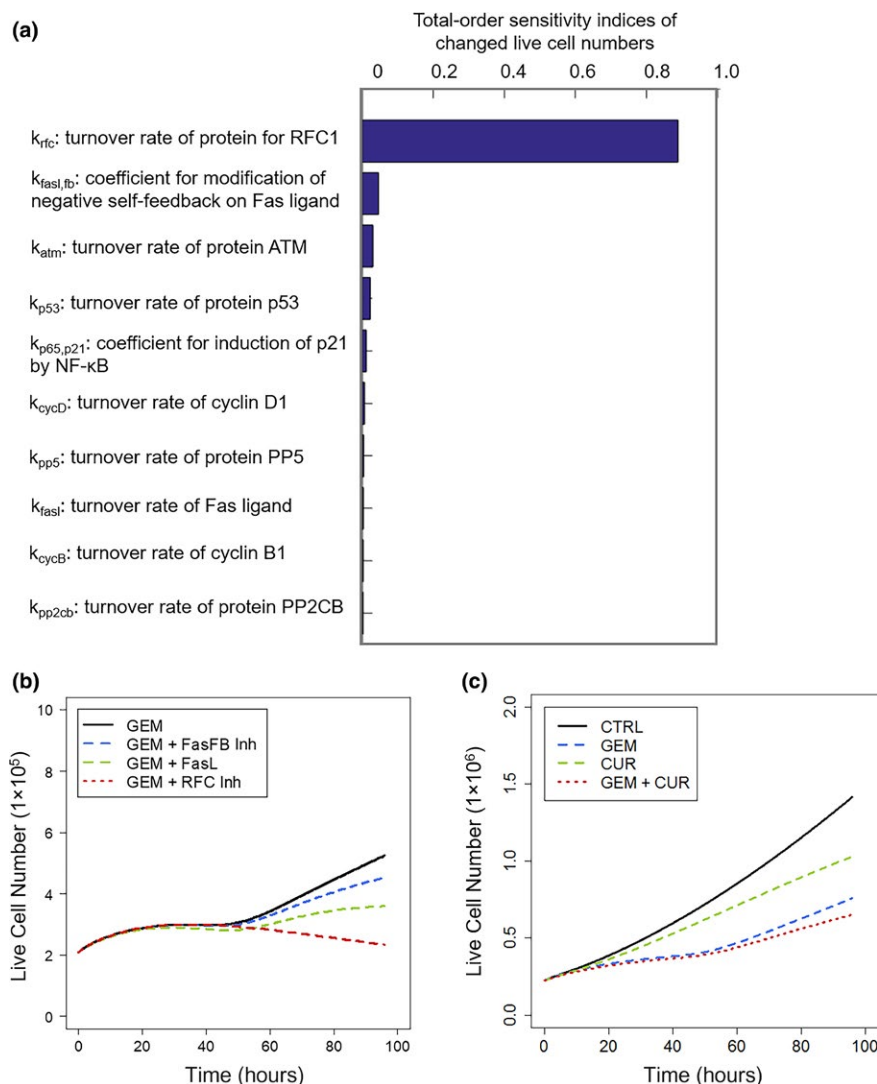 (a)
Total-order sensitivity indices of
changed live cell numbers
0 0.2 0.4 0.6 0.8 1.0
k_rfc: turnover rate of protein for RFC1
k_fasl,fb: coefficient for modification of
negative self-feedback on Fas ligand
k_atm: turnover rate of protein ATM
k_p53: turnover rate of protein p53
k_p65,p21: coefficient for induction of p21
by NF-κB
k_cycD: turnover rate of cyclin D1
k_pp5: turnover rate of protein PP5
k_fasl: turnover rate of Fas ligand
k_cycB: turnover rate of cyclin B1
k_pp2cb: turnover rate of protein PP2CB
(b)
Live Cell Number (1×10⁵)
10
8
6
4
2
0
GEM
GEM + FasFB Inh
GEM + FasL
GEM + RFC Inh
0 20 40 60 80 100
Time (hours)
(c)
Live Cell Number (1×10⁶)
2.0
1.5
1.0
0.5
0.0
CTRL
GEM
CUR
GEM + CUR
0 20 40 60 80 100
Time (hours)